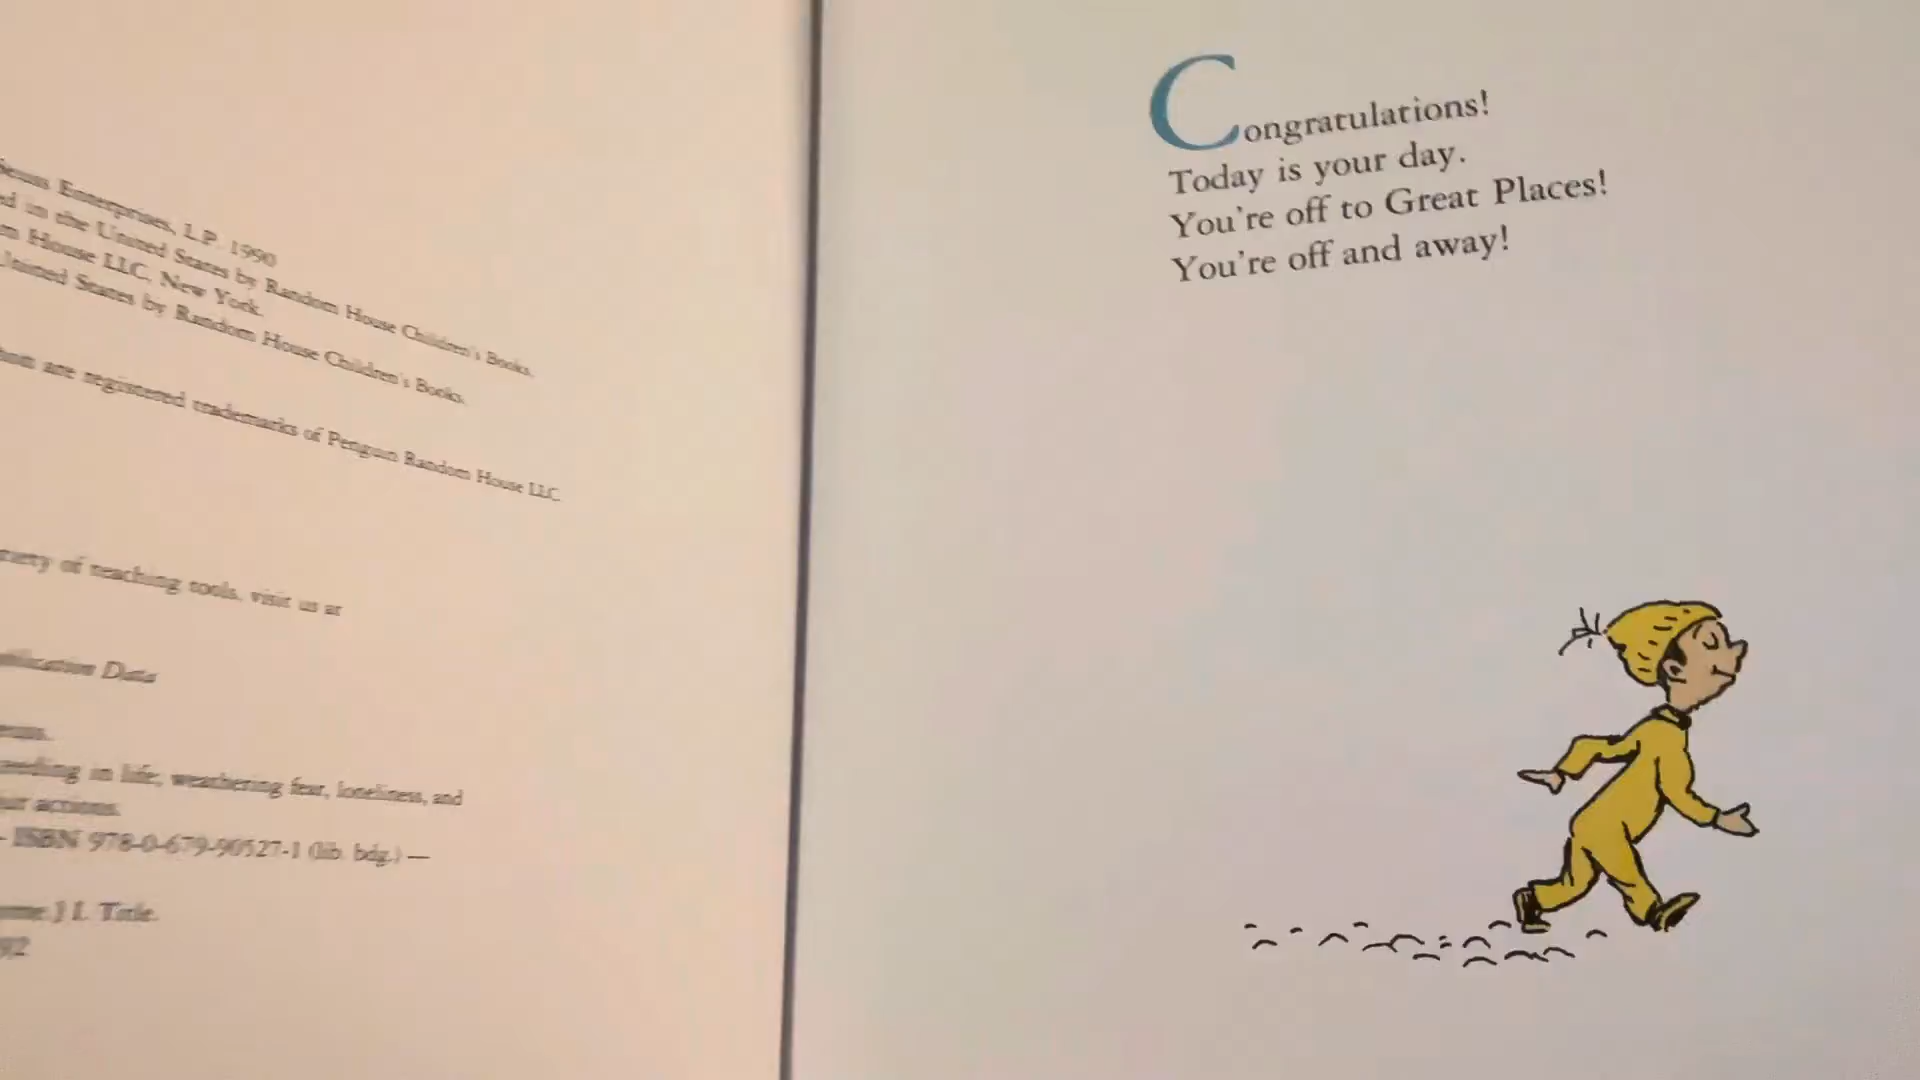 Seuss Enterprises, L.P. 1990
in the United States by Random House Children's Books,
House LLC, New York.
United States by Random House Children's Books,
are registered trademarks of Penguin Random House LLC.
of teaching tools, visit us at
Data
in life; weathering fear, loneliness, and
actions.
ISBN 978-0-679-90527-1 (lib. bdg.) —
I. Title.
92
Congratulations!
Today is your day.
You're off to Great Places!
You're off and away!